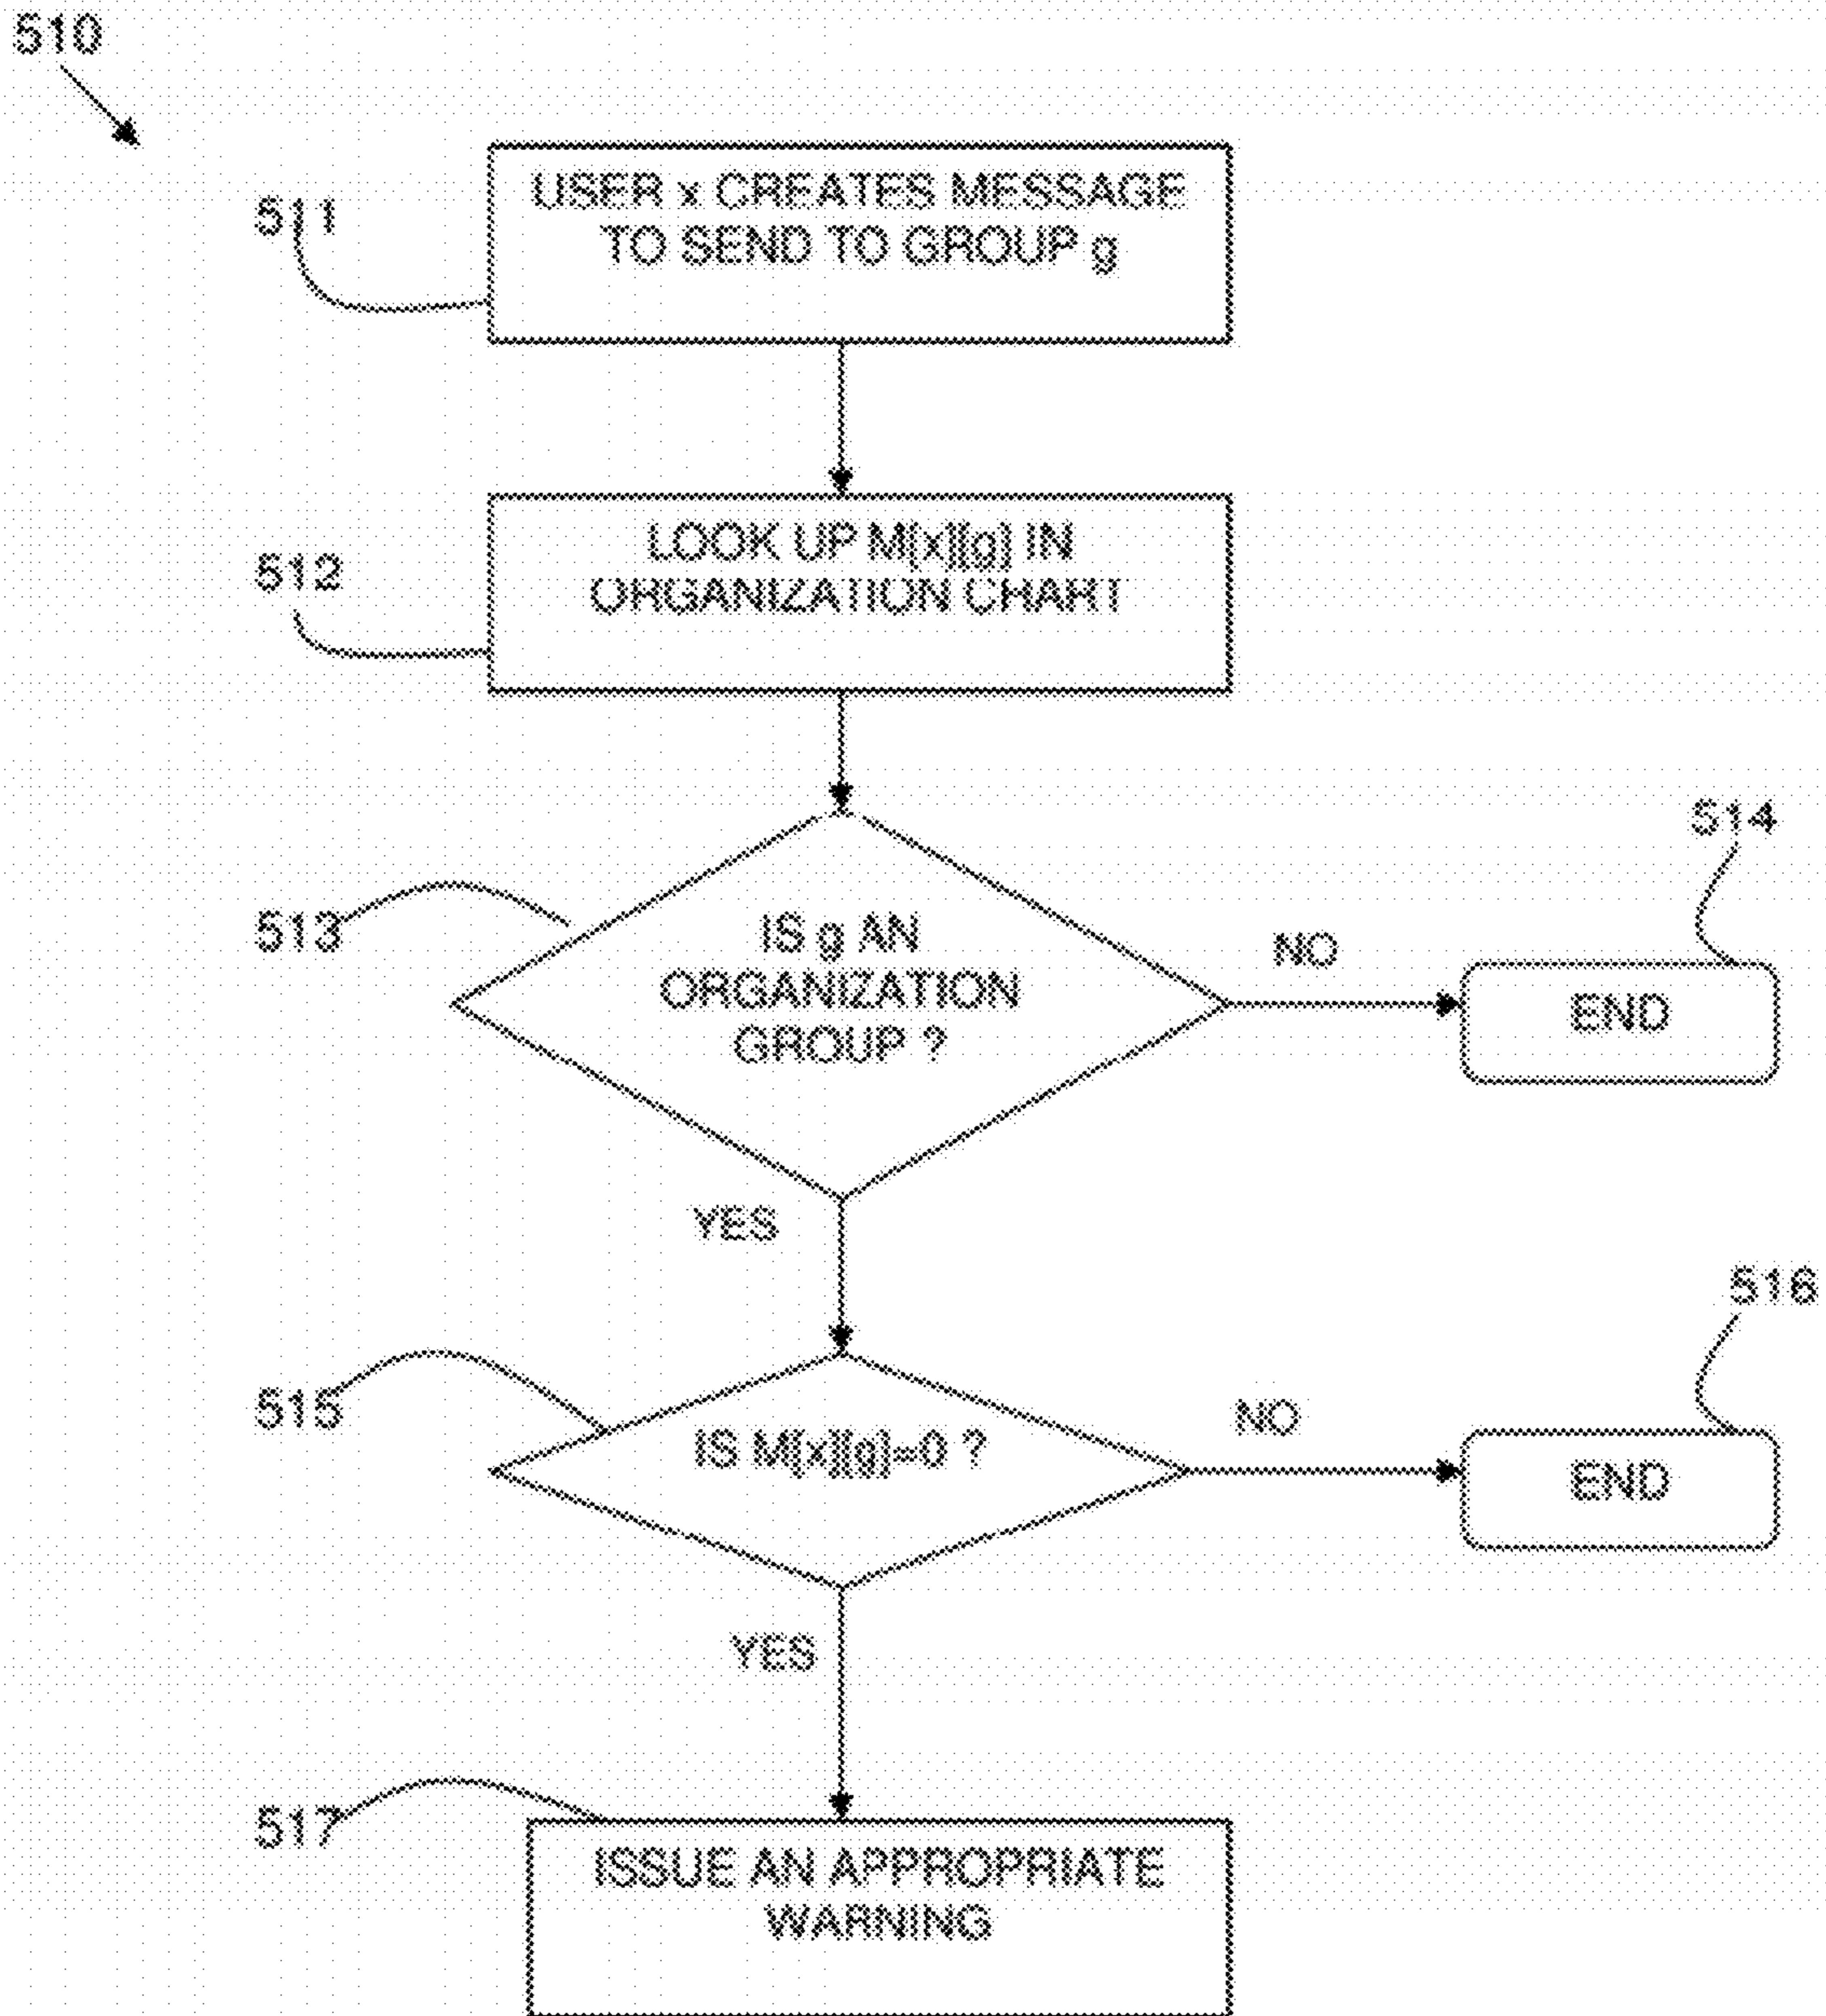 510
511
USER x CREATES MESSAGE
TO SEND TO GROUP g
512
LOOK UP M[x][g] IN
ORGANIZATION CHART
513
IS g AN
ORGANIZATION
GROUP ?
NO
514
END
YES
515
IS M[x][g]=0 ?
NO
516
END
YES
517
ISSUE AN APPROPRIATE
WARNING